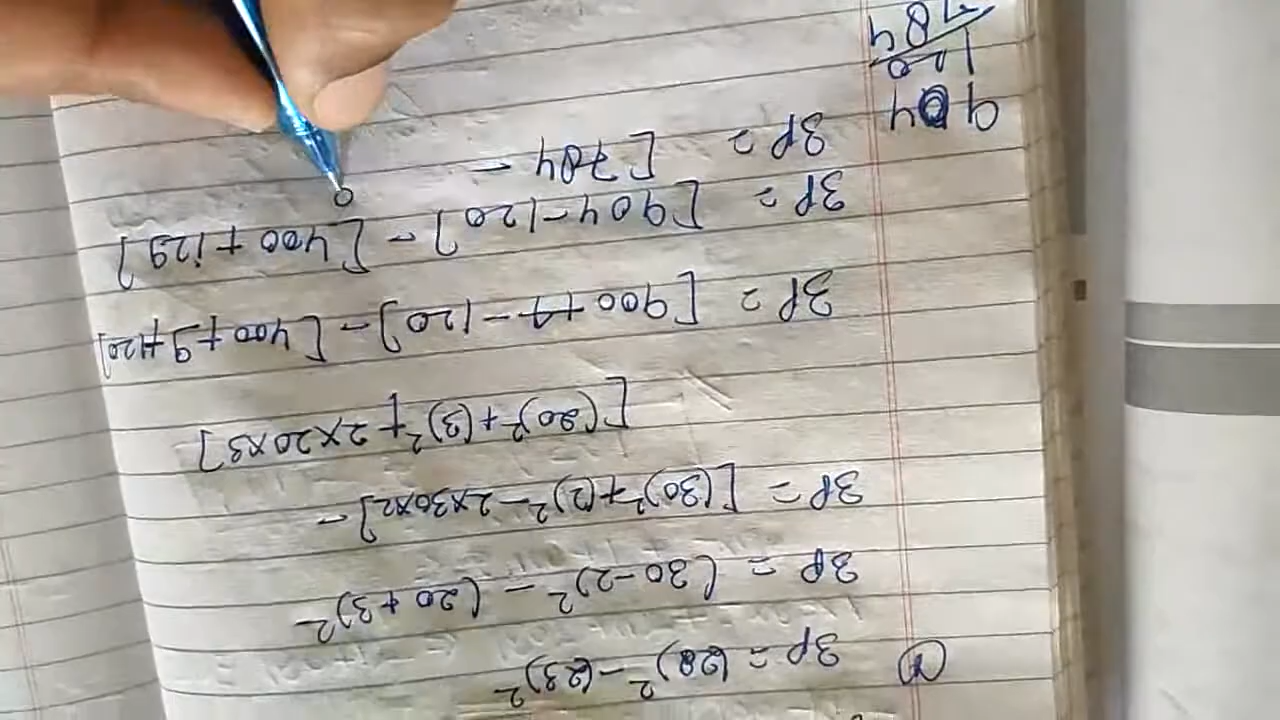 3P = (28)² - (23)²
3P = (30-2)² - (20+3)²
3P = [(30)²+(2)² - 2×30×2] -
[(20)²+(3)² + 2×20×3]
3P = [900+4-120] - [400+9+120]
3P = [904-120] - [400+129]
3P = [784 -
904
120
784